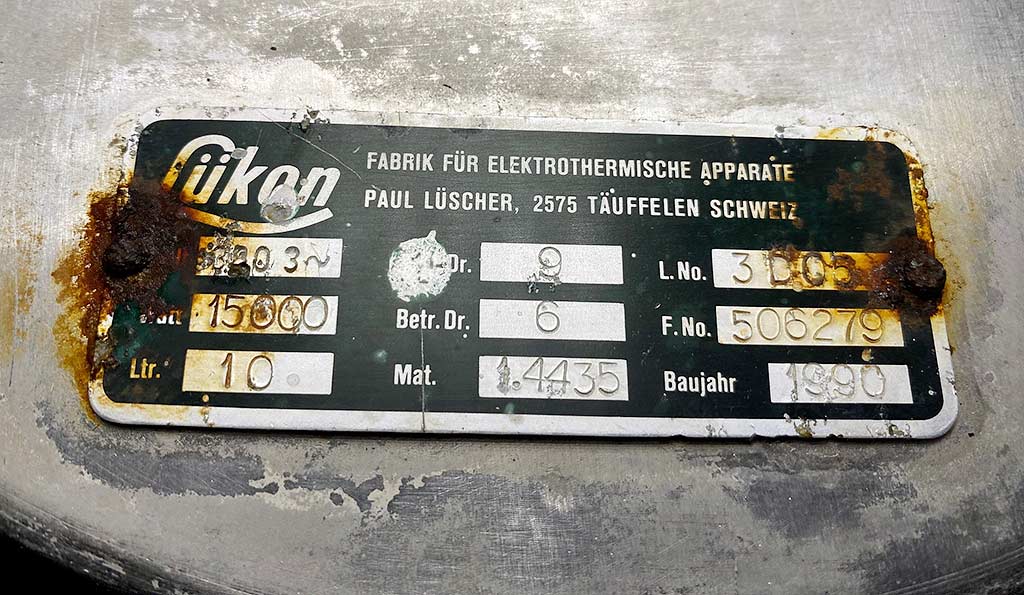 Lükon
FABRIK FÜR ELEKTROTHERMISCHE APPARATE
PAUL LÜSCHER, 2575 TÄUFFELEN SCHWEIZ
3~ Dr. 9 L.No.
15000 Betr. Dr. 6 F.No. 506279
Ltr. 10 Mat. 1.4435 Baujahr 1990